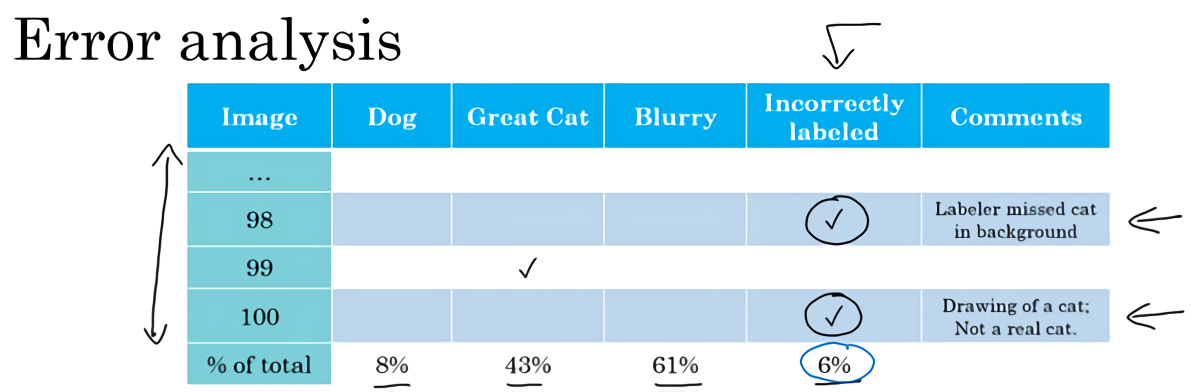 Error analysis
Image Dog Great Cat Blurry Incorrectly labeled Comments
...
98 ✓ Labeler missed cat in background
99 ✓
100 ✓ Drawing of a cat; Not a real cat.
% of total 8% 43% 61% 6%